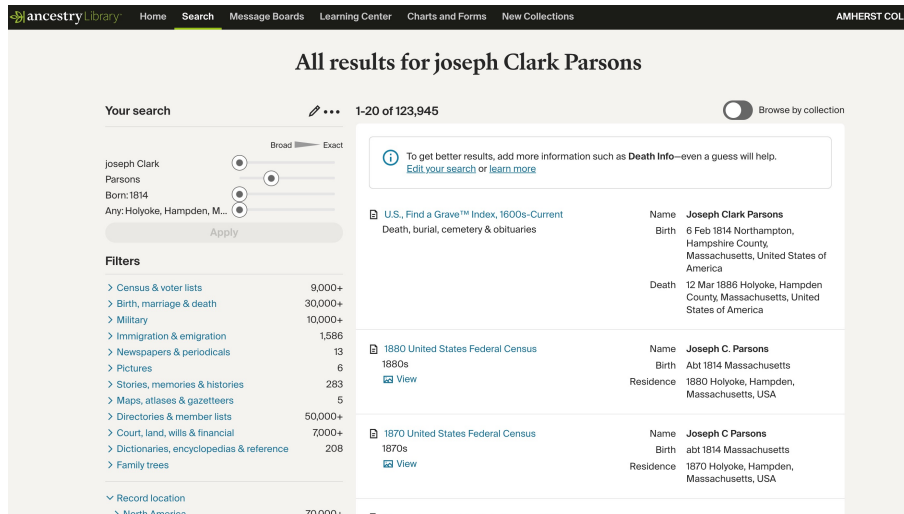 ancestry Library
Home Search Message Boards Learning Center Charts and Forms New Collections
AMHERST COL
All results for joseph Clark Parsons
Your search
Broad Exact
joseph Clark
Parsons
Born: 1814
Any: Holyoke, Hampden, M...
Apply
Filters
Census & voter lists 9,000+
Birth, marriage & death 30,000+
Military 10,000+
Immigration & emigration 1,586
Newspapers & periodicals 13
Pictures 6
Stories, memories & histories 283
Maps, atlases & gazetteers 5
Directories & member lists 50,000+
Court, land, wills & financial 7,000+
Dictionaries, encyclopedias & reference 208
Family trees
Record location
North America 70,000+
1-20 of 123,945
Browse by collection
To get better results, add more information such as Death Info—even a guess will help.
Edit your search or learn more
U.S., Find a Grave™ Index, 1600s-Current
Death, burial, cemetery & obituaries
Name Joseph Clark Parsons
Birth 6 Feb 1814 Northampton,
Hampshire County,
Massachusetts, United States of
America
Death 12 Mar 1886 Holyoke, Hampden
County, Massachusetts, United
States of America
1880 United States Federal Census
1880s
View
Name Joseph C. Parsons
Birth Abt 1814 Massachusetts
Residence 1880 Holyoke, Hampden,
Massachusetts, USA
1870 United States Federal Census
1870s
View
Name Joseph C Parsons
Birth abt 1814 Massachusetts
Residence 1870 Holyoke, Hampden,
Massachusetts, USA